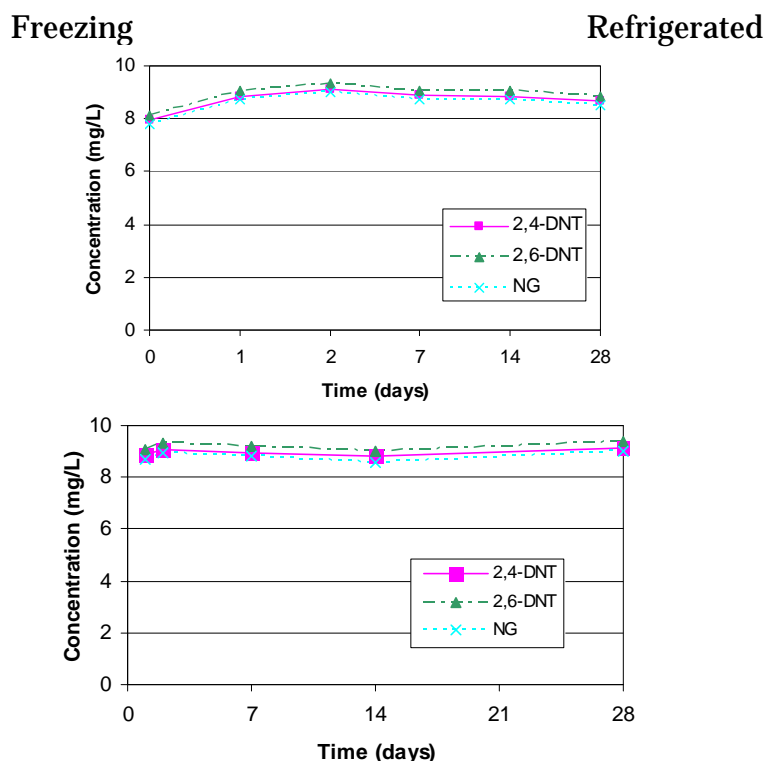 Freezing Refrigerated
10
8
6
4
2
0
Concentration (mg/L)
2,4-DNT
2,6-DNT
NG
0 1 2 7 14 28
Time (days)
10
8
6
4
2
0
Concentration (mg/L)
2,4-DNT
2,6-DNT
NG
0 7 14 21 28
Time (days)